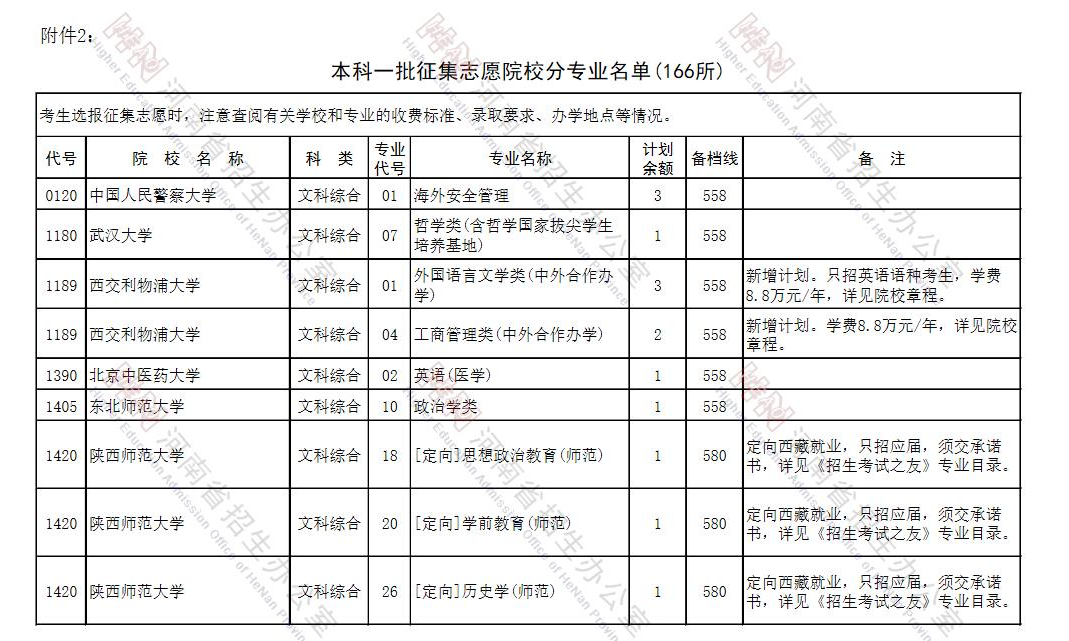 附件2:
本科一批征集志愿院校分专业名单(166所)
考生选报征集志愿时，注意查阅有关学校和专业的收费标准、录取要求、办学地点等情况。
代号 院 校 名 称 科 类 专业代号 专业名称 计划余额 备档线 备 注
0120 中国人民警察大学 文科综合 01 海外安全管理 3 558
1180 武汉大学 文科综合 07 哲学类(含哲学国家拔尖学生
培养基地) 1 558
1189 西交利物浦大学 文科综合 01 外国语言文学类(中外合作办
学) 3 558 新增计划。只招英语语种考生，学费
8.8万元/年，详见院校章程。
1189 西交利物浦大学 文科综合 04 工商管理类(中外合作办学) 2 558 新增计划。学费8.8万元/年，详见院校
章程。
1390 北京中医药大学 文科综合 02 英语(医学) 1 558
1405 东北师范大学 文科综合 10 政治学类 1 558
1420 陕西师范大学 文科综合 18 [定向]思想政治教育(师范) 1 580 定向西藏就业，只招应届，须交承诺
书，详见《招生考试之友》专业目录。
1420 陕西师范大学 文科综合 20 [定向]学前教育(师范) 1 580 定向西藏就业，只招应届，须交承诺
书，详见《招生考试之友》专业目录。
1420 陕西师范大学 文科综合 26 [定向]历史学(师范) 1 580 定向西藏就业，只招应届，须交承诺
书，详见《招生考试之友》专业目录。
河南省招生办公室
Higher Education Admission Office of HeNan Province